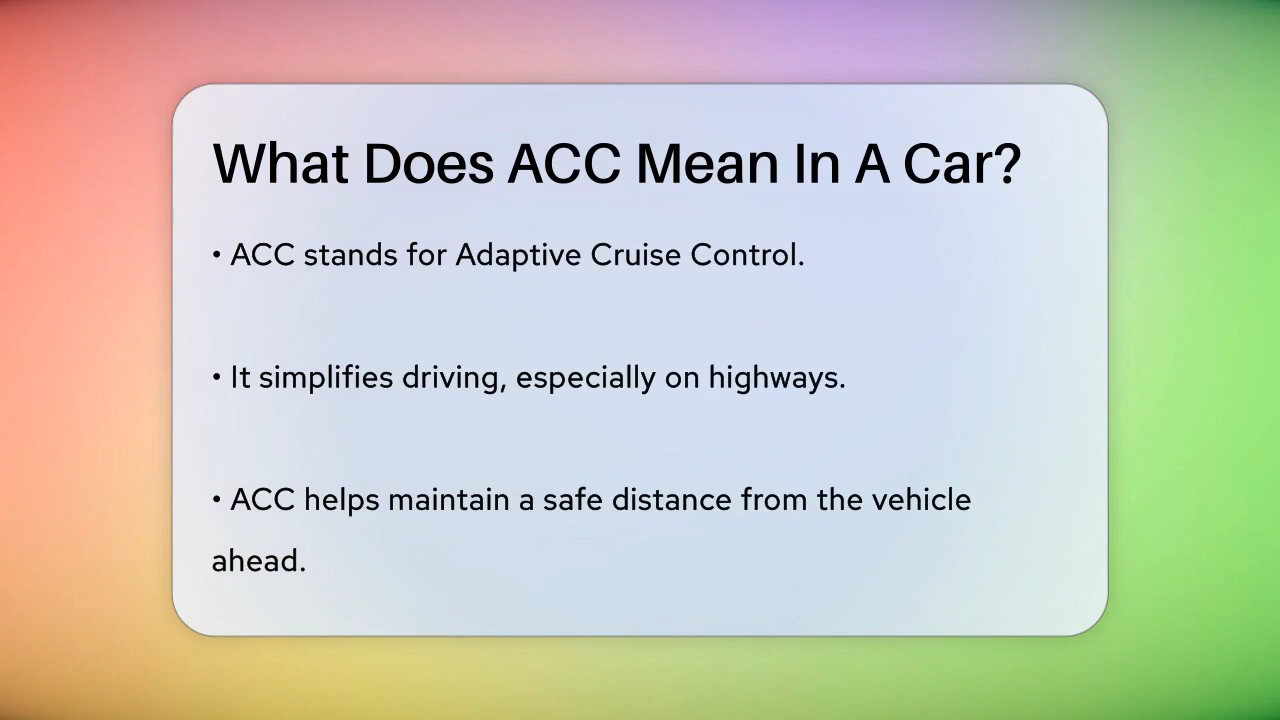 What Does ACC Mean In A Car?
• ACC stands for Adaptive Cruise Control.
• It simplifies driving, especially on highways.
• ACC helps maintain a safe distance from the vehicle
ahead.